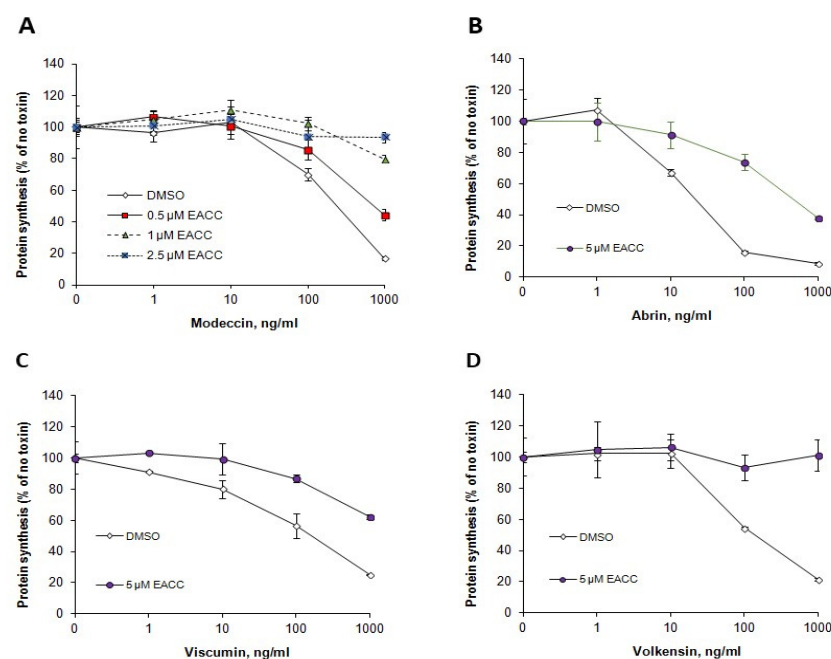 A
Protein synthesis (% of no toxin)
140
120
100
80
60
40
20
0
DMSO
0.5 µM EACC
1 µM EACC
2.5 µM EACC
0 1 10 100 1000
Modeccin, ng/ml
B
Protein synthesis (% of no toxin)
140
120
100
80
60
40
20
0
DMSO
5 µM EACC
0 1 10 100 1000
Abrin, ng/ml
C
Protein synthesis (% of no toxin)
140
120
100
80
60
40
20
0
DMSO
5 µM EACC
0 1 10 100 1000
Viscumin, ng/ml
D
Protein synthesis (% of no toxin)
140
120
100
80
60
40
20
0
DMSO
5 µM EACC
0 1 10 100 1000
Volkensin, ng/ml